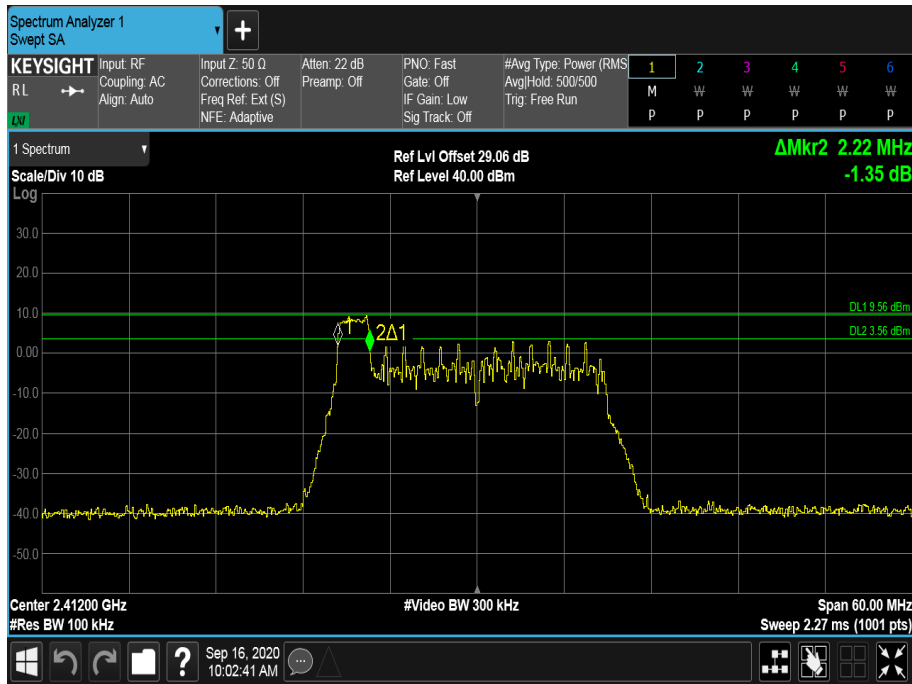 Spectrum Analyzer 1
Swept SA
+
KEYSIGHT
RL
LXI
Input: RF
Coupling: AC
Align: Auto
Input Z: 50 Ω
Corrections: Off
Freq Ref: Ext (S)
NFE: Adaptive
Atten: 22 dB
Preamp: Off
PNO: Fast
Gate: Off
IF Gain: Low
Sig Track: Off
#Avg Type: Power (RMS
Avg|Hold: 500/500
Trig: Free Run
1 2 3 4 5 6
M W W W W W
P P P P P P
1 Spectrum
Scale/Div 10 dB
Log
Ref Lvl Offset 29.06 dB
Ref Level 40.00 dBm
ΔMkr2 2.22 MHz
-1.35 dB
30.0
20.0
10.0
0.00
-10.0
-20.0
-30.0
-40.0
-50.0
DL1 9.56 dBm
DL2 3.56 dBm
1
2Δ1
Center 2.41200 GHz
#Res BW 100 kHz
#Video BW 300 kHz
Span 60.00 MHz
Sweep 2.27 ms (1001 pts)
?
Sep 16, 2020
10:02:41 AM